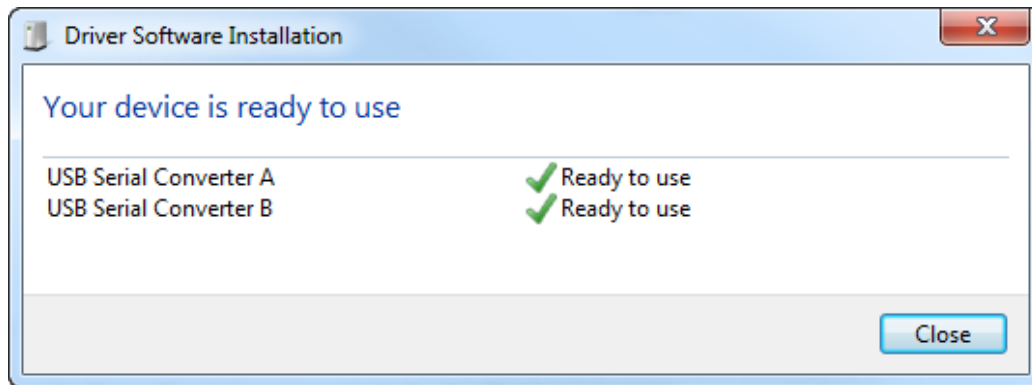 Driver Software Installation
Your device is ready to use
USB Serial Converter A Ready to use
USB Serial Converter B Ready to use
Close